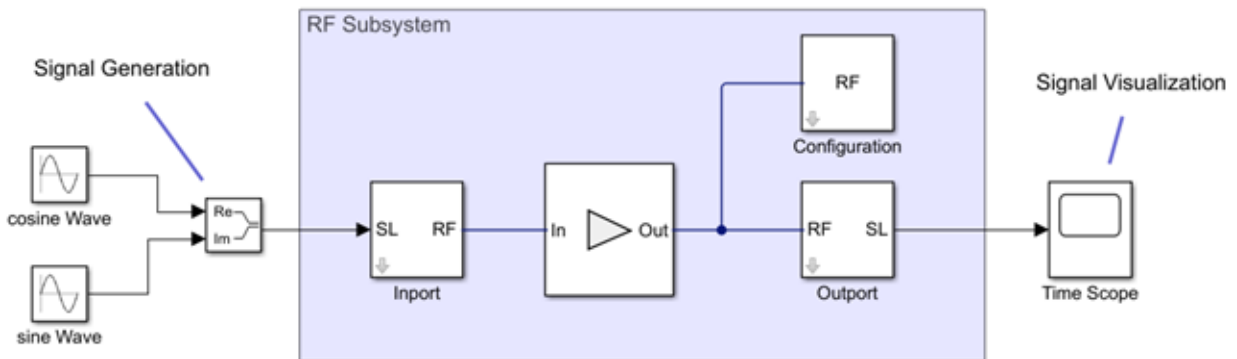 RF Subsystem
Signal Generation
Signal Visualization
RF
Configuration
cosine Wave
Re
Im
SL RF
Inport
In Out
RF SL
Outport
Time Scope
sine Wave